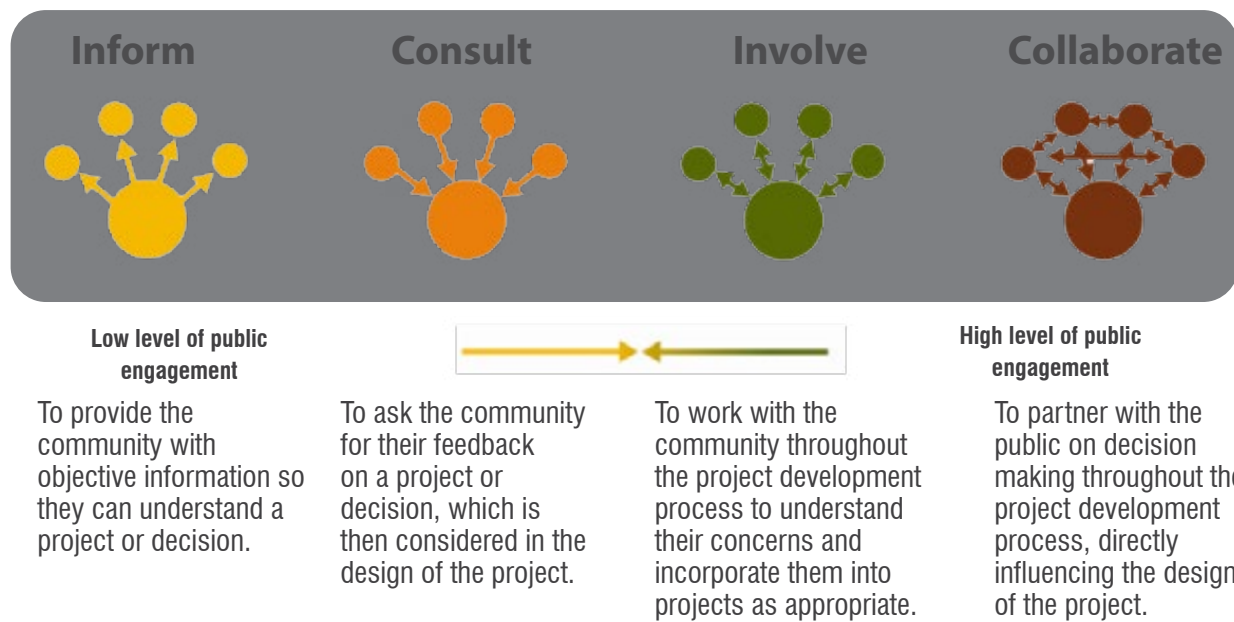 Inform
Consult
Involve
Collaborate
Low level of public
engagement
High level of public
engagement
To provide the
community with
objective information so
they can understand a
project or decision.
To ask the community
for their feedback
on a project or
decision, which is
then considered in the
design of the project.
To work with the
community throughout
the project development
process to understand
their concerns and
incorporate them into
projects as appropriate.
To partner with the
public on decision
making throughout the
project development
process, directly
influencing the design
of the project.